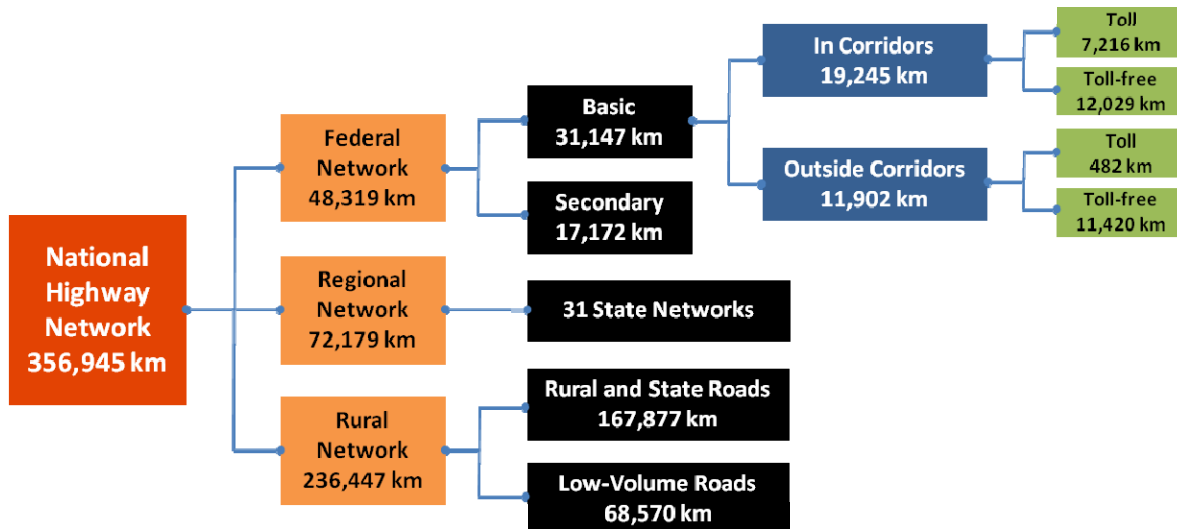 National
Highway
Network
356,945 km
Federal
Network
48,319 km
Regional
Network
72,179 km
Rural
Network
236,447 km
Basic
31,147 km
Secondary
17,172 km
31 State Networks
Rural and State Roads
167,877 km
Low-Volume Roads
68,570 km
In Corridors
19,245 km
Outside Corridors
11,902 km
Toll
7,216 km
Toll-free
12,029 km
Toll
482 km
Toll-free
11,420 km